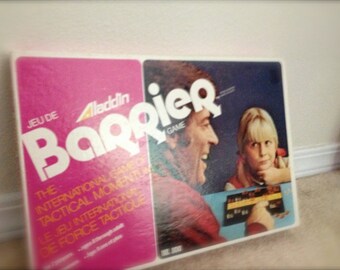 Aladdin
JEU DE
BARRIER
GAME
THE
INTERNATIONAL GAME OF
TACTICAL MOMENTUM
LE JEU INTERNATIONAL
DE FORCE TACTIQUE